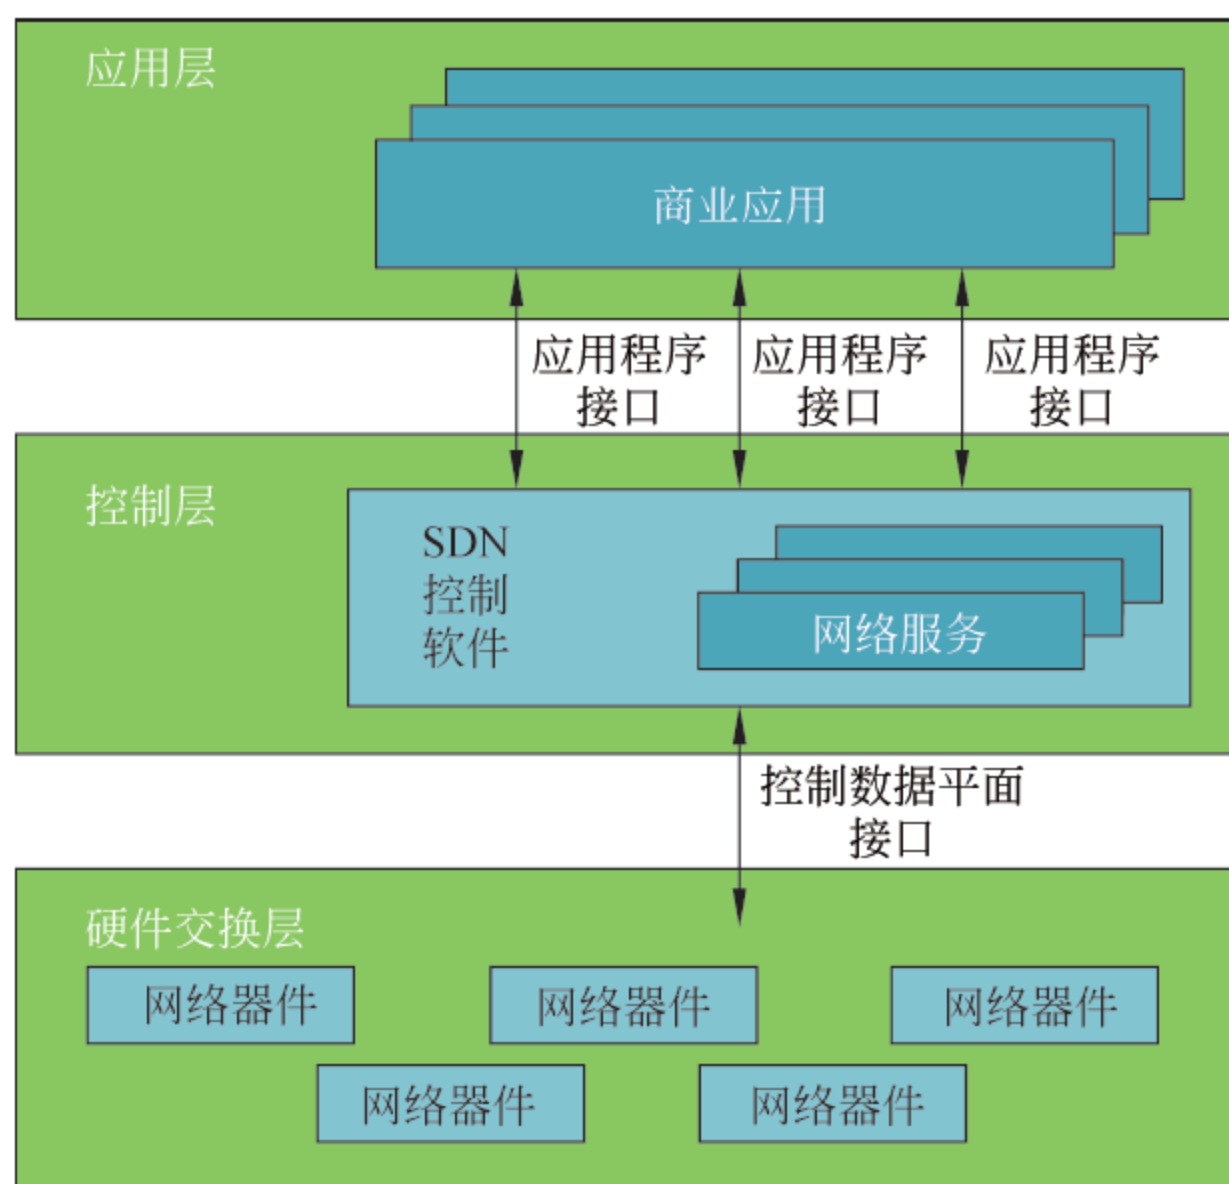 应用层
商业应用
应用程序
接口
应用程序
接口
应用程序
接口
控制层
SDN
控制
软件
网络服务
控制数据平面
接口
硬件交换层
网络器件
网络器件
网络器件
网络器件
网络器件